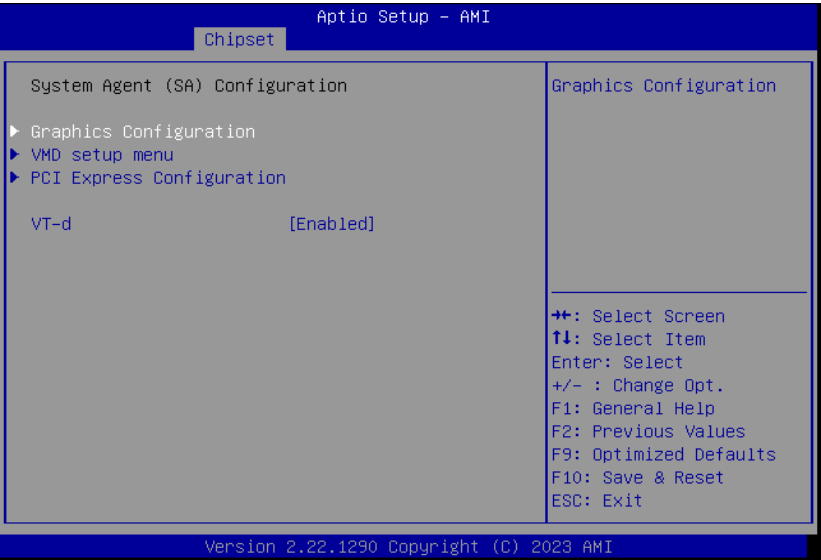 Aptio Setup – AMI
Chipset
System Agent (SA) Configuration
Graphics Configuration
VMD setup menu
PCI Express Configuration
VT-d [Enabled]
Graphics Configuration
→←: Select Screen
↑↓: Select Item
Enter: Select
+/- : Change Opt.
F1: General Help
F2: Previous Values
F9: Optimized Defaults
F10: Save & Reset
ESC: Exit
Version 2.22.1290 Copyright (C) 2023 AMI